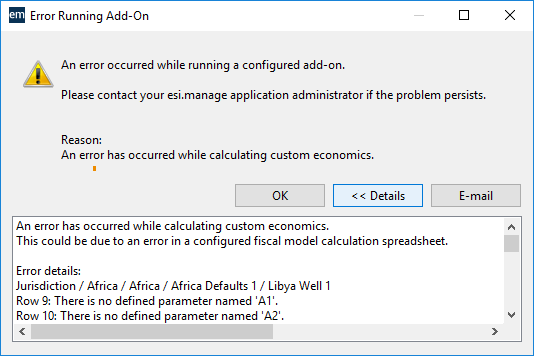 em Error Running Add-On
An error occurred while running a configured add-on.
Please contact your esi.manage application administrator if the problem persists.
Reason:
An error has occurred while calculating custom economics.
OK << Details E-mail
An error has occurred while calculating custom economics.
This could be due to an error in a configured fiscal model calculation spreadsheet.
Error details:
Jurisdiction / Africa / Africa / Africa Defaults 1 / Libya Well 1
Row 9: There is no defined parameter named 'A1'.
Row 10: There is no defined parameter named 'A2'.